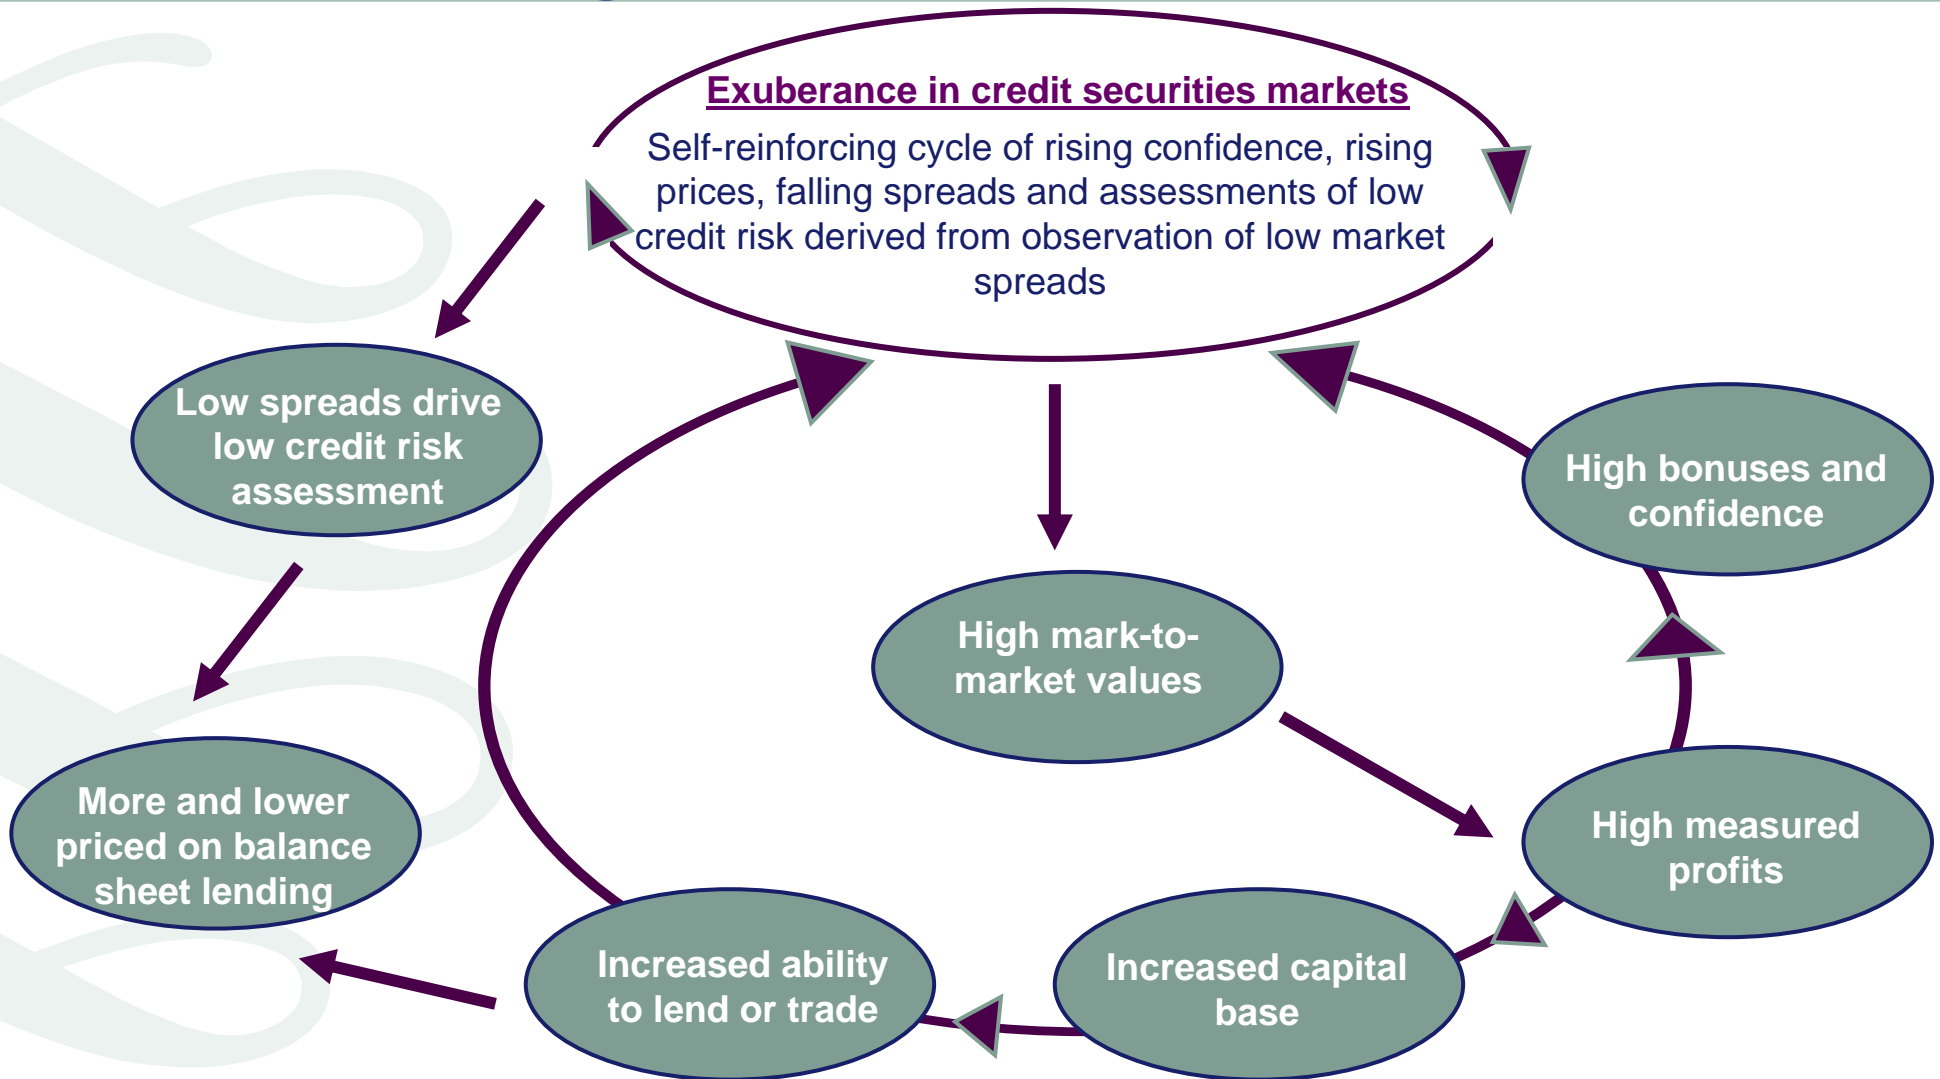 Exuberance in credit securities markets
Self-reinforcing cycle of rising confidence, rising
prices, falling spreads and assessments of low
credit risk derived from observation of low market
spreads
Low spreads drive
low credit risk
assessment
High bonuses and
confidence
High mark-to-
market values
More and lower
priced on balance
sheet lending
High measured
profits
Increased ability
to lend or trade
Increased capital
base